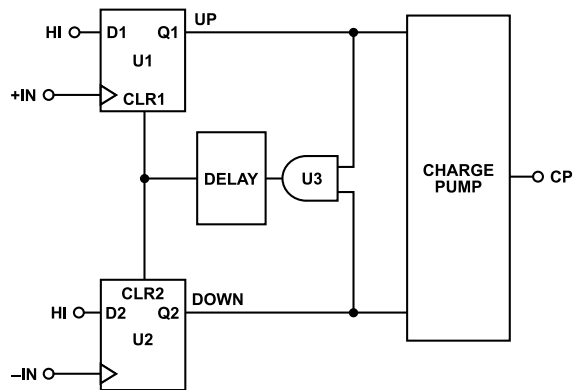 HI
D1 Q1
UP
U1
+IN
CLR1
DELAY
U3
CHARGE
PUMP
CP
CLR2
HI
D2 Q2
DOWN
U2
–IN